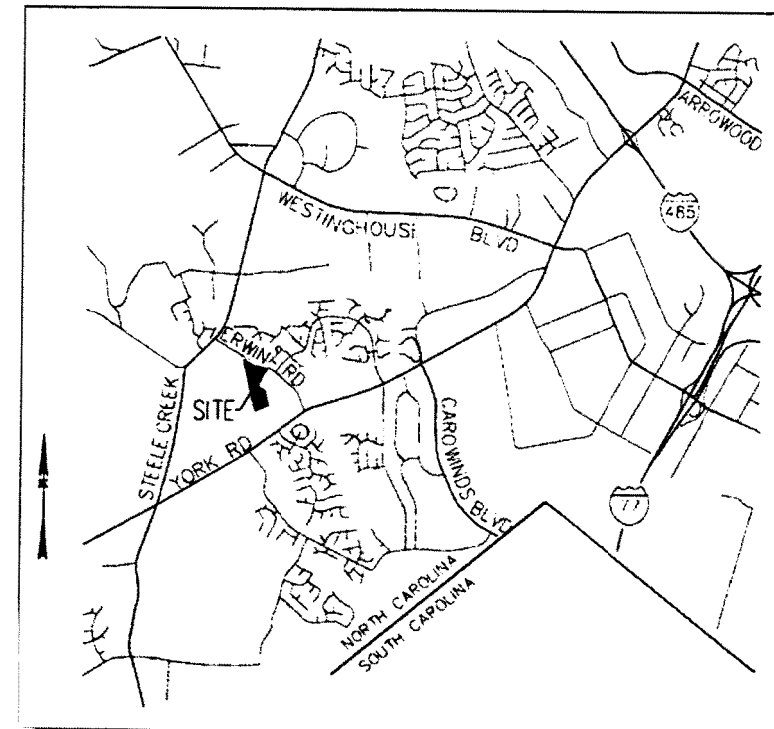 ARROWOOD
485
WESTINGHOUSE BLVD
ERWIN RD
SITE
STEELE CREEK
YORK RD
CAROWINDS BLVD
77
NORTH CAROLINA
SOUTH CAROLINA